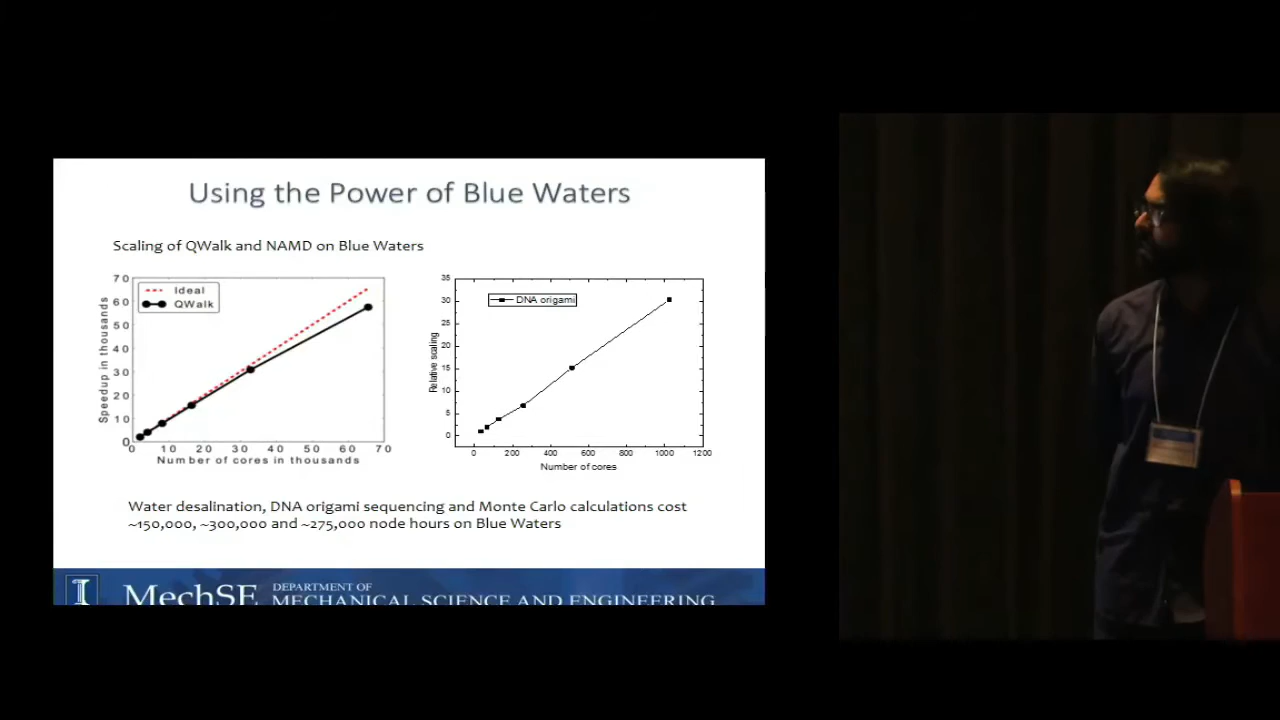 Using the Power of Blue Waters
Scaling of QWalk and NAMD on Blue Waters
70
60
50
40
30
20
10
0
Speedup in thousands
Ideal
QWalk
0 10 20 30 40 50 60 70
Number of cores in thousands
35
30
25
20
15
10
5
0
Relative scaling
DNA origami
0 200 400 600 800 1000 1200
Number of cores
Water desalination, DNA origami sequencing and Monte Carlo calculations cost
~150,000, ~300,000 and ~275,000 node hours on Blue Waters
I
MechSE
DEPARTMENT OF
MECHANICAL SCIENCE AND ENGINEERING